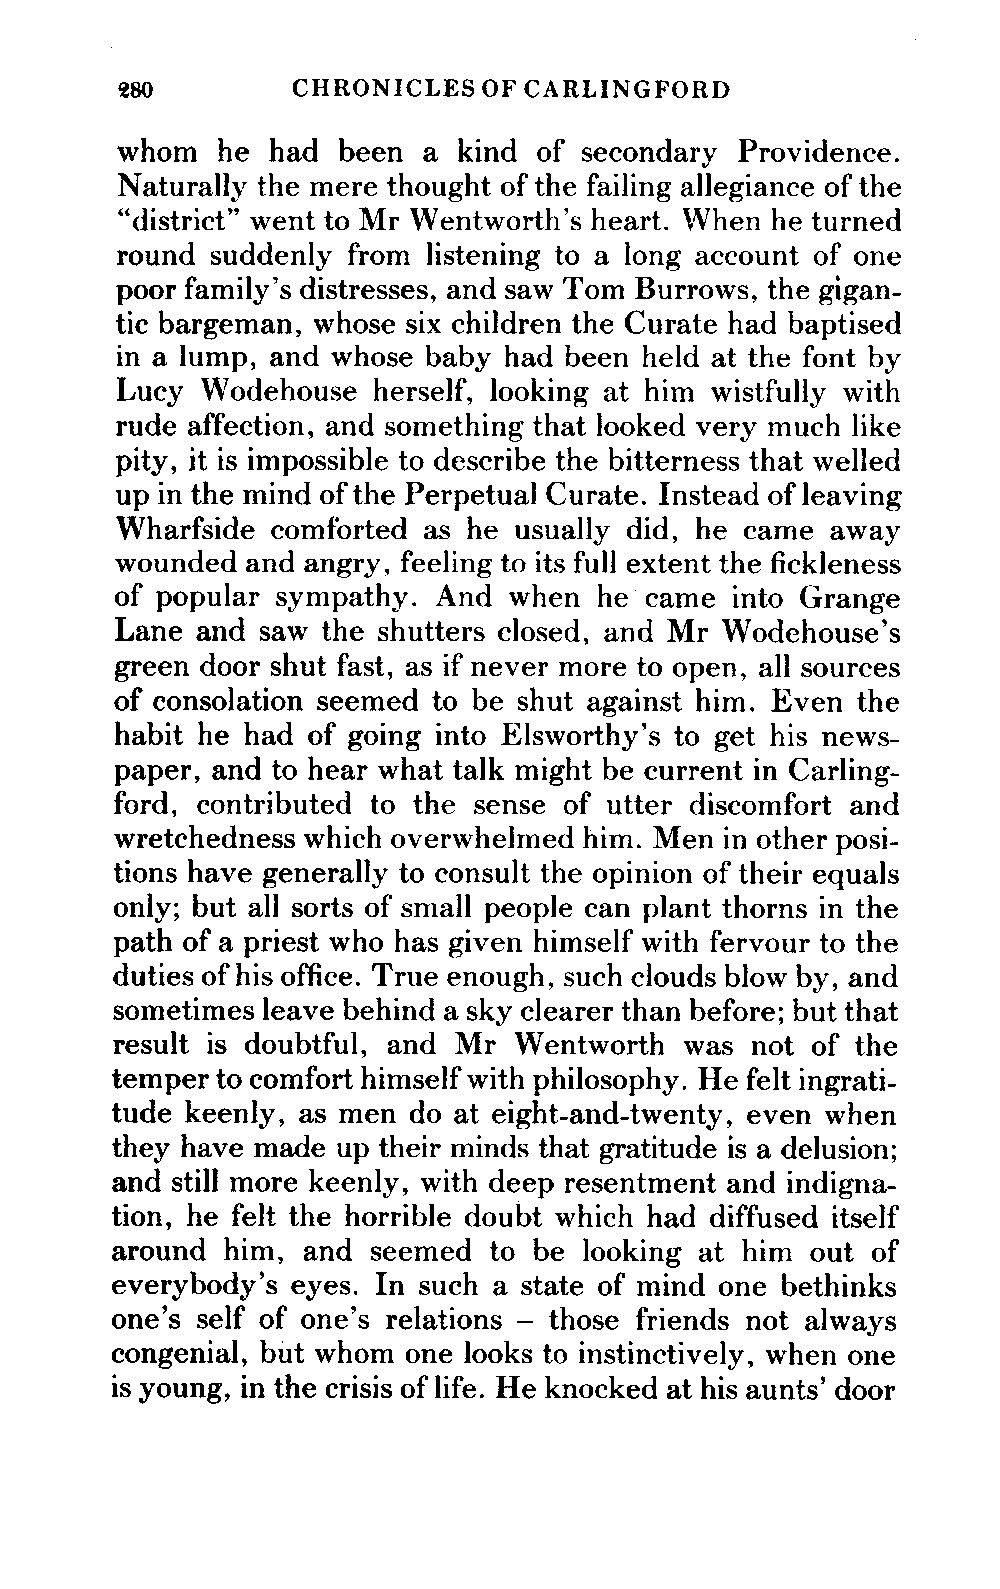 280 CHRONICLES OF CARLINGFORD
whom he had been a kind of secondary Providence.
Naturally the mere thought of the failing allegiance of the
“district” went to Mr Wentworth’s heart. When he turned
round suddenly from listening to a long account of one
poor family’s distresses, and saw Tom Burrows, the gigan-
tic bargeman, whose six children the Curate had baptised
in a lump, and whose baby had been held at the font by
Lucy Wodehouse herself, looking at him wistfully with
rude affection, and something that looked very much like
pity, it is impossible to describe the bitterness that welled
up in the mind of the Perpetual Curate. Instead of leaving
Wharfside comforted as he usually did, he came away
wounded and angry, feeling to its full extent the fickleness
of popular sympathy. And when he came into Grange
Lane and saw the shutters closed, and Mr Wodehouse’s
green door shut fast, as if never more to open, all sources
of consolation seemed to be shut against him. Even the
habit he had of going into Elsworthy’s to get his news-
paper, and to hear what talk might be current in Carling-
ford, contributed to the sense of utter discomfort and
wretchedness which overwhelmed him. Men in other posi-
tions have generally to consult the opinion of their equals
only; but all sorts of small people can plant thorns in the
path of a priest who has given himself with fervour to the
duties of his office. True enough, such clouds blow by, and
sometimes leave behind a sky clearer than before; but that
result is doubtful, and Mr Wentworth was not of the
temper to comfort himself with philosophy. He felt ingrati-
tude keenly, as men do at eight-and-twenty, even when
they have made up their minds that gratitude is a delusion;
and still more keenly, with deep resentment and indigna-
tion, he felt the horrible doubt which had diffused itself
around him, and seemed to be looking at him out of
everybody’s eyes. In such a state of mind one bethinks
one’s self of one’s relations – those friends not always
congenial, but whom one looks to instinctively, when one
is young, in the crisis of life. He knocked at his aunts’ door